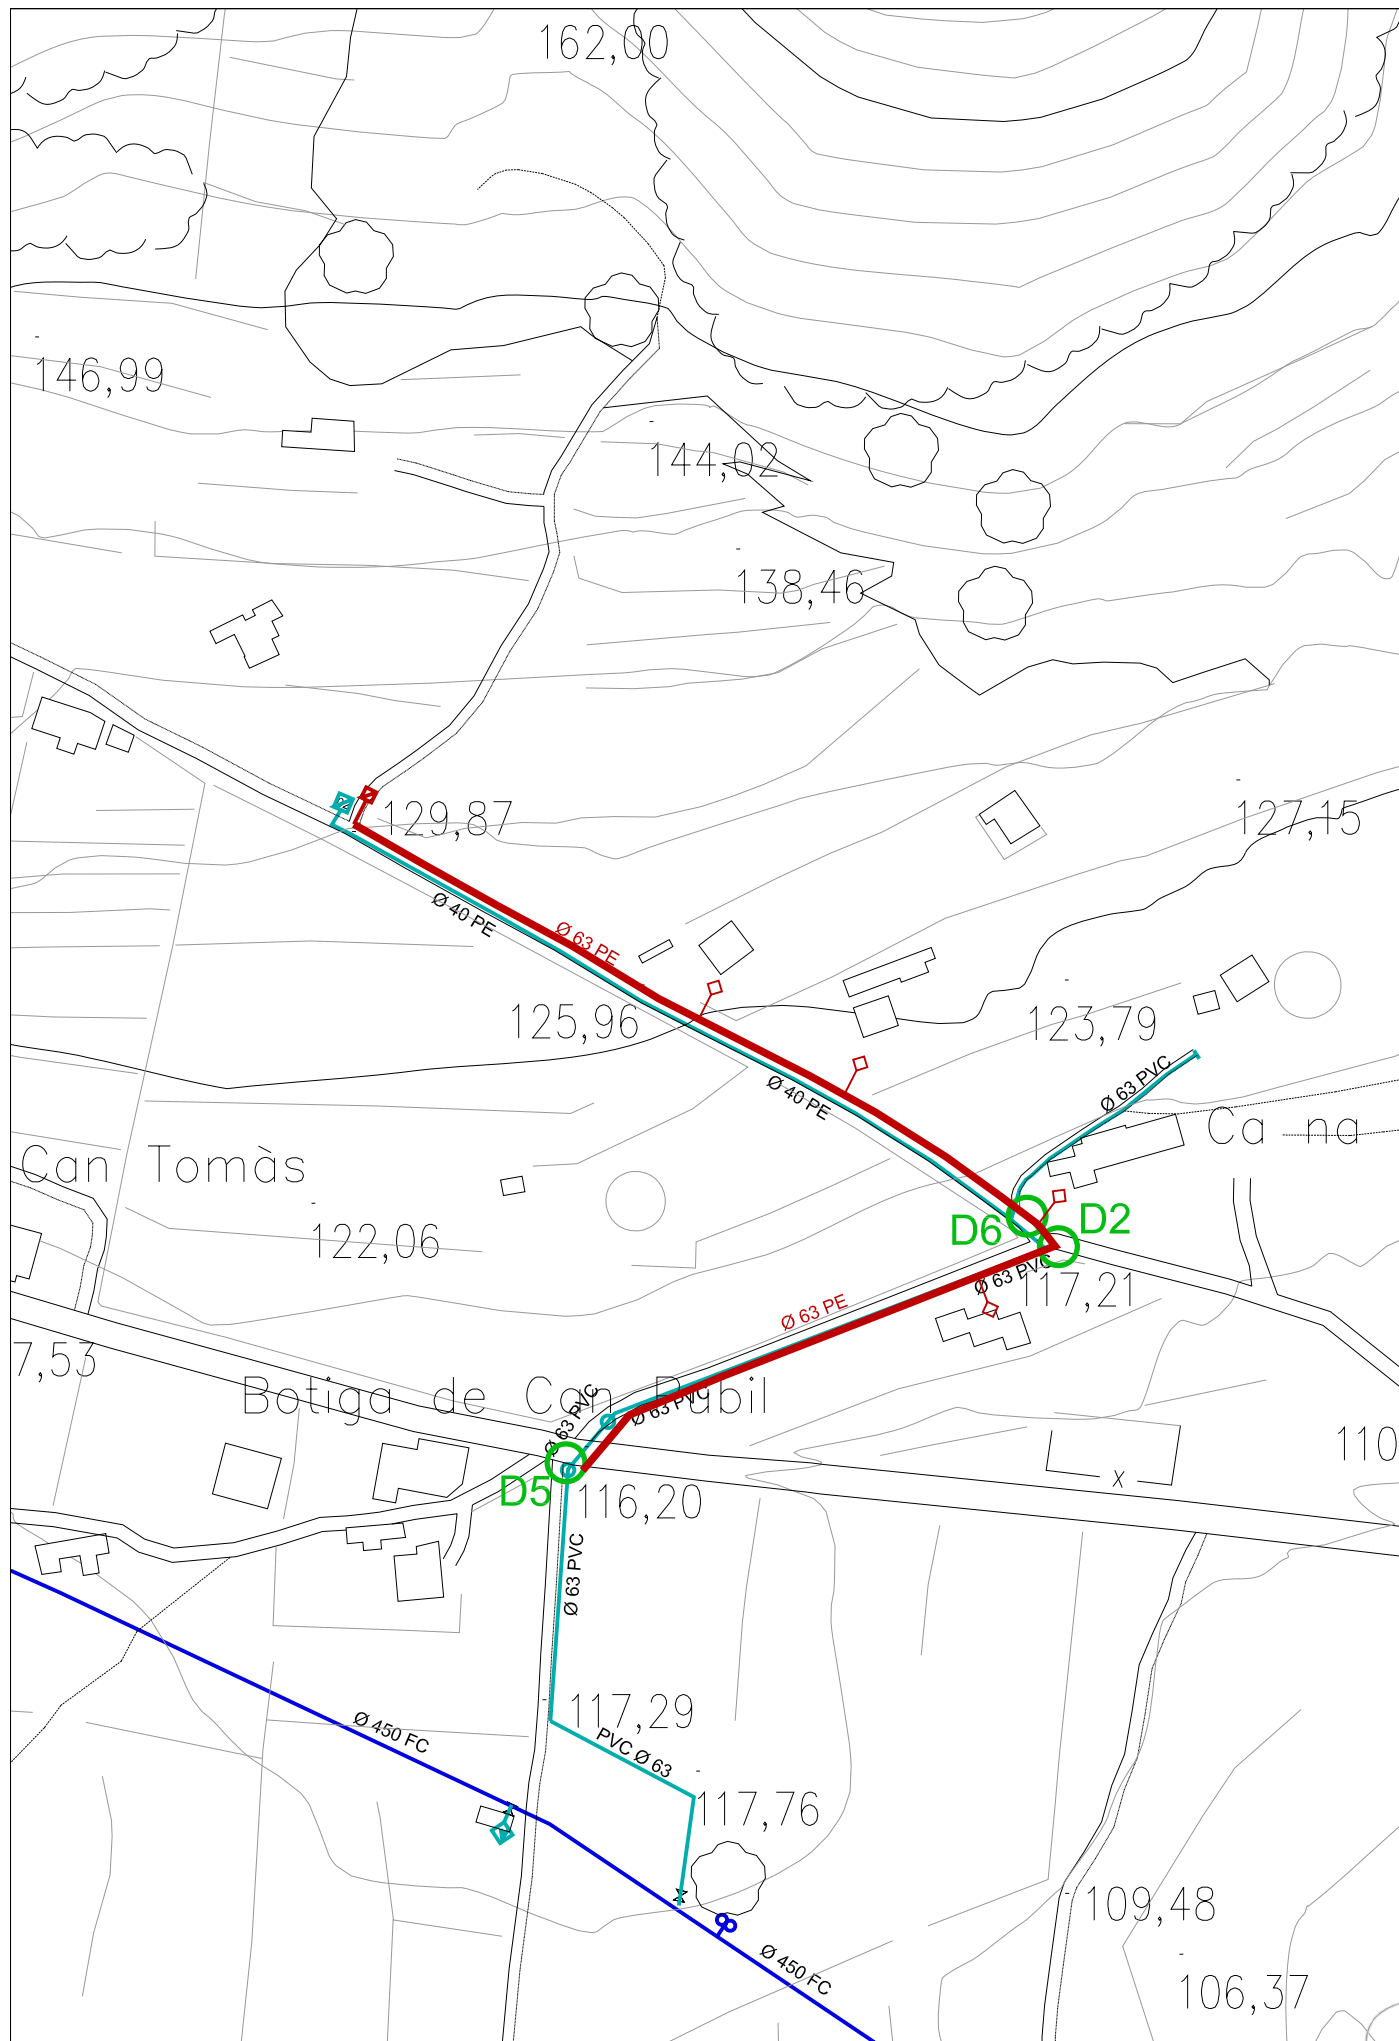 162,00
146,99
144,02
138,46
129,87
127,15
Ø 40 PE
Ø 63 PE
125,96
123,79
Ø 40 PE
Ø 63 PVC
Ca na
Can Tomàs
122,06
D6
D2
Ø 63 PVC
117,21
Ø 63 PE
7,53
Botiga de Can Pubil
Ø 63 PVC
Ø 63 PVC
110
X
D5
116,20
Ø 63 PVC
117,29
Ø 450 FC
PVC Ø 63
117,76
109,48
Ø 450 FC
106,37